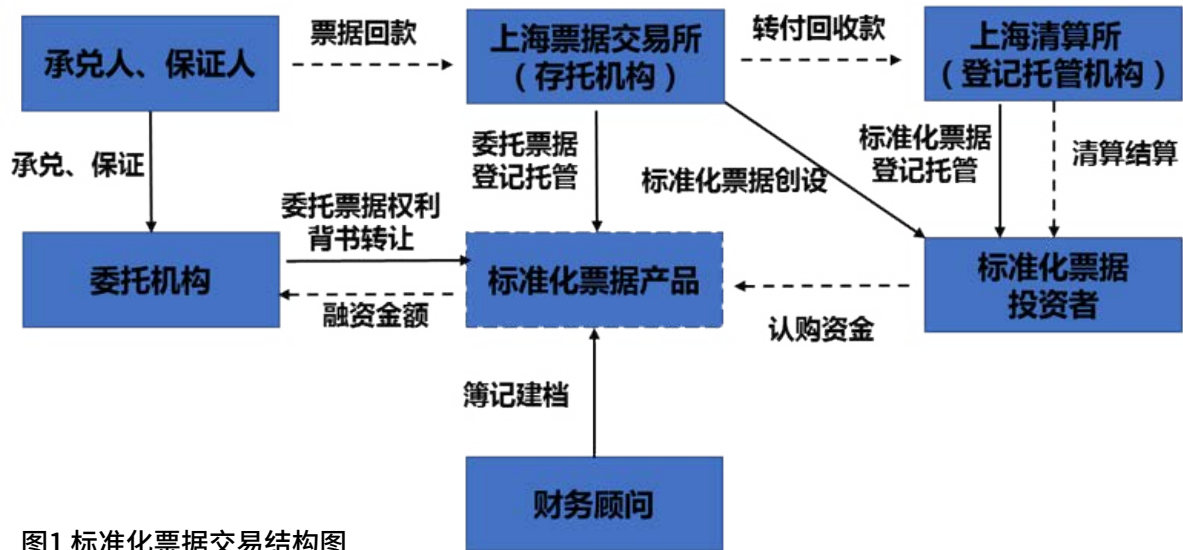 承兑人、保证人
票据回款
上海票据交易所
（存托机构）
转付回收款
上海清算所
（登记托管机构）
承兑、保证
委托票据
登记托管
标准化票据创设
标准化票据
登记托管
清算结算
委托机构
委托票据权利
背书转让
融资金额
标准化票据产品
认购资金
标准化票据
投资者
簿记建档
财务顾问
图1 标准化票据交易结构图